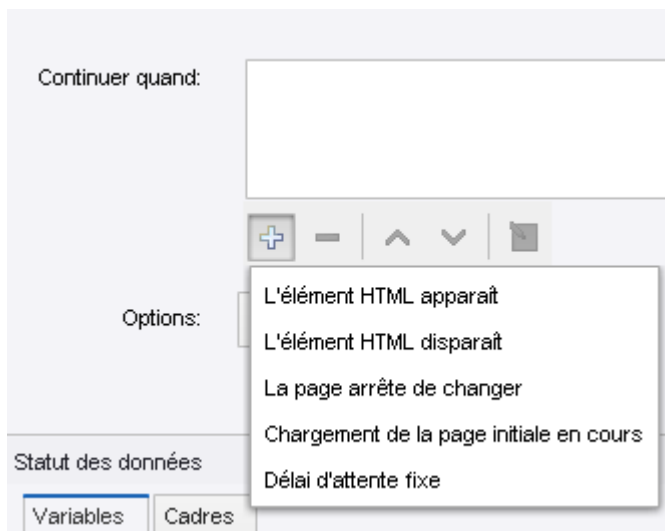 Continuer quand:
L'élément HTML apparaît
Options:
L'élément HTML disparaît
La page arrête de changer
Chargement de la page initiale en cours
Statut des données
Délai d'attente fixe
Variables
Cadres